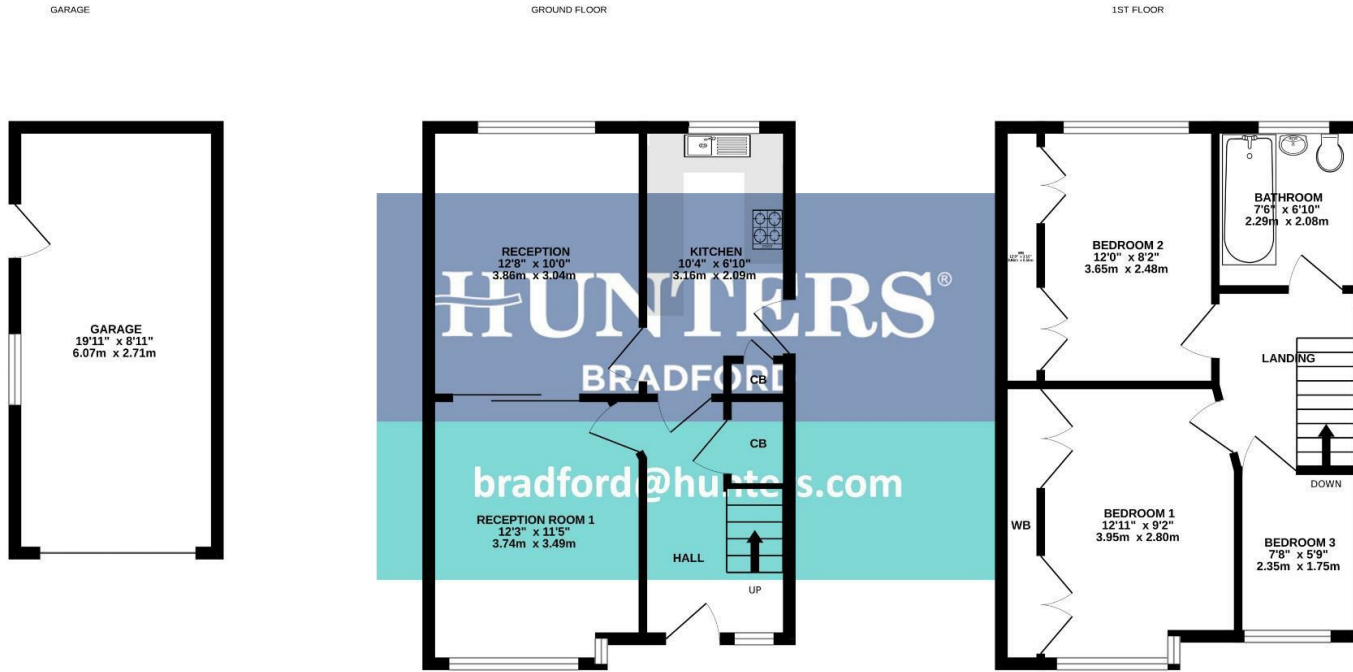 GARAGE
GROUND FLOOR
1ST FLOOR
GARAGE
19'11" x 8'11"
6.07m x 2.71m
RECEPTION
12'8" x 10'0"
3.86m x 3.04m
KITCHEN
10'4" x 6'10"
3.16m x 2.09m
HUNTERS®
BRADFORD
CB
CB
bradford@hunters.com
RECEPTION ROOM 1
12'3" x 11'5"
3.74m x 3.49m
HALL
UP
BATHROOM
7'6" x 6'10"
2.29m x 2.08m
BEDROOM 2
12'0" x 8'2"
3.65m x 2.48m
LANDING
DOWN
WB
BEDROOM 1
12'11" x 9'2"
3.95m x 2.80m
BEDROOM 3
7'8" x 5'9"
2.35m x 1.75m